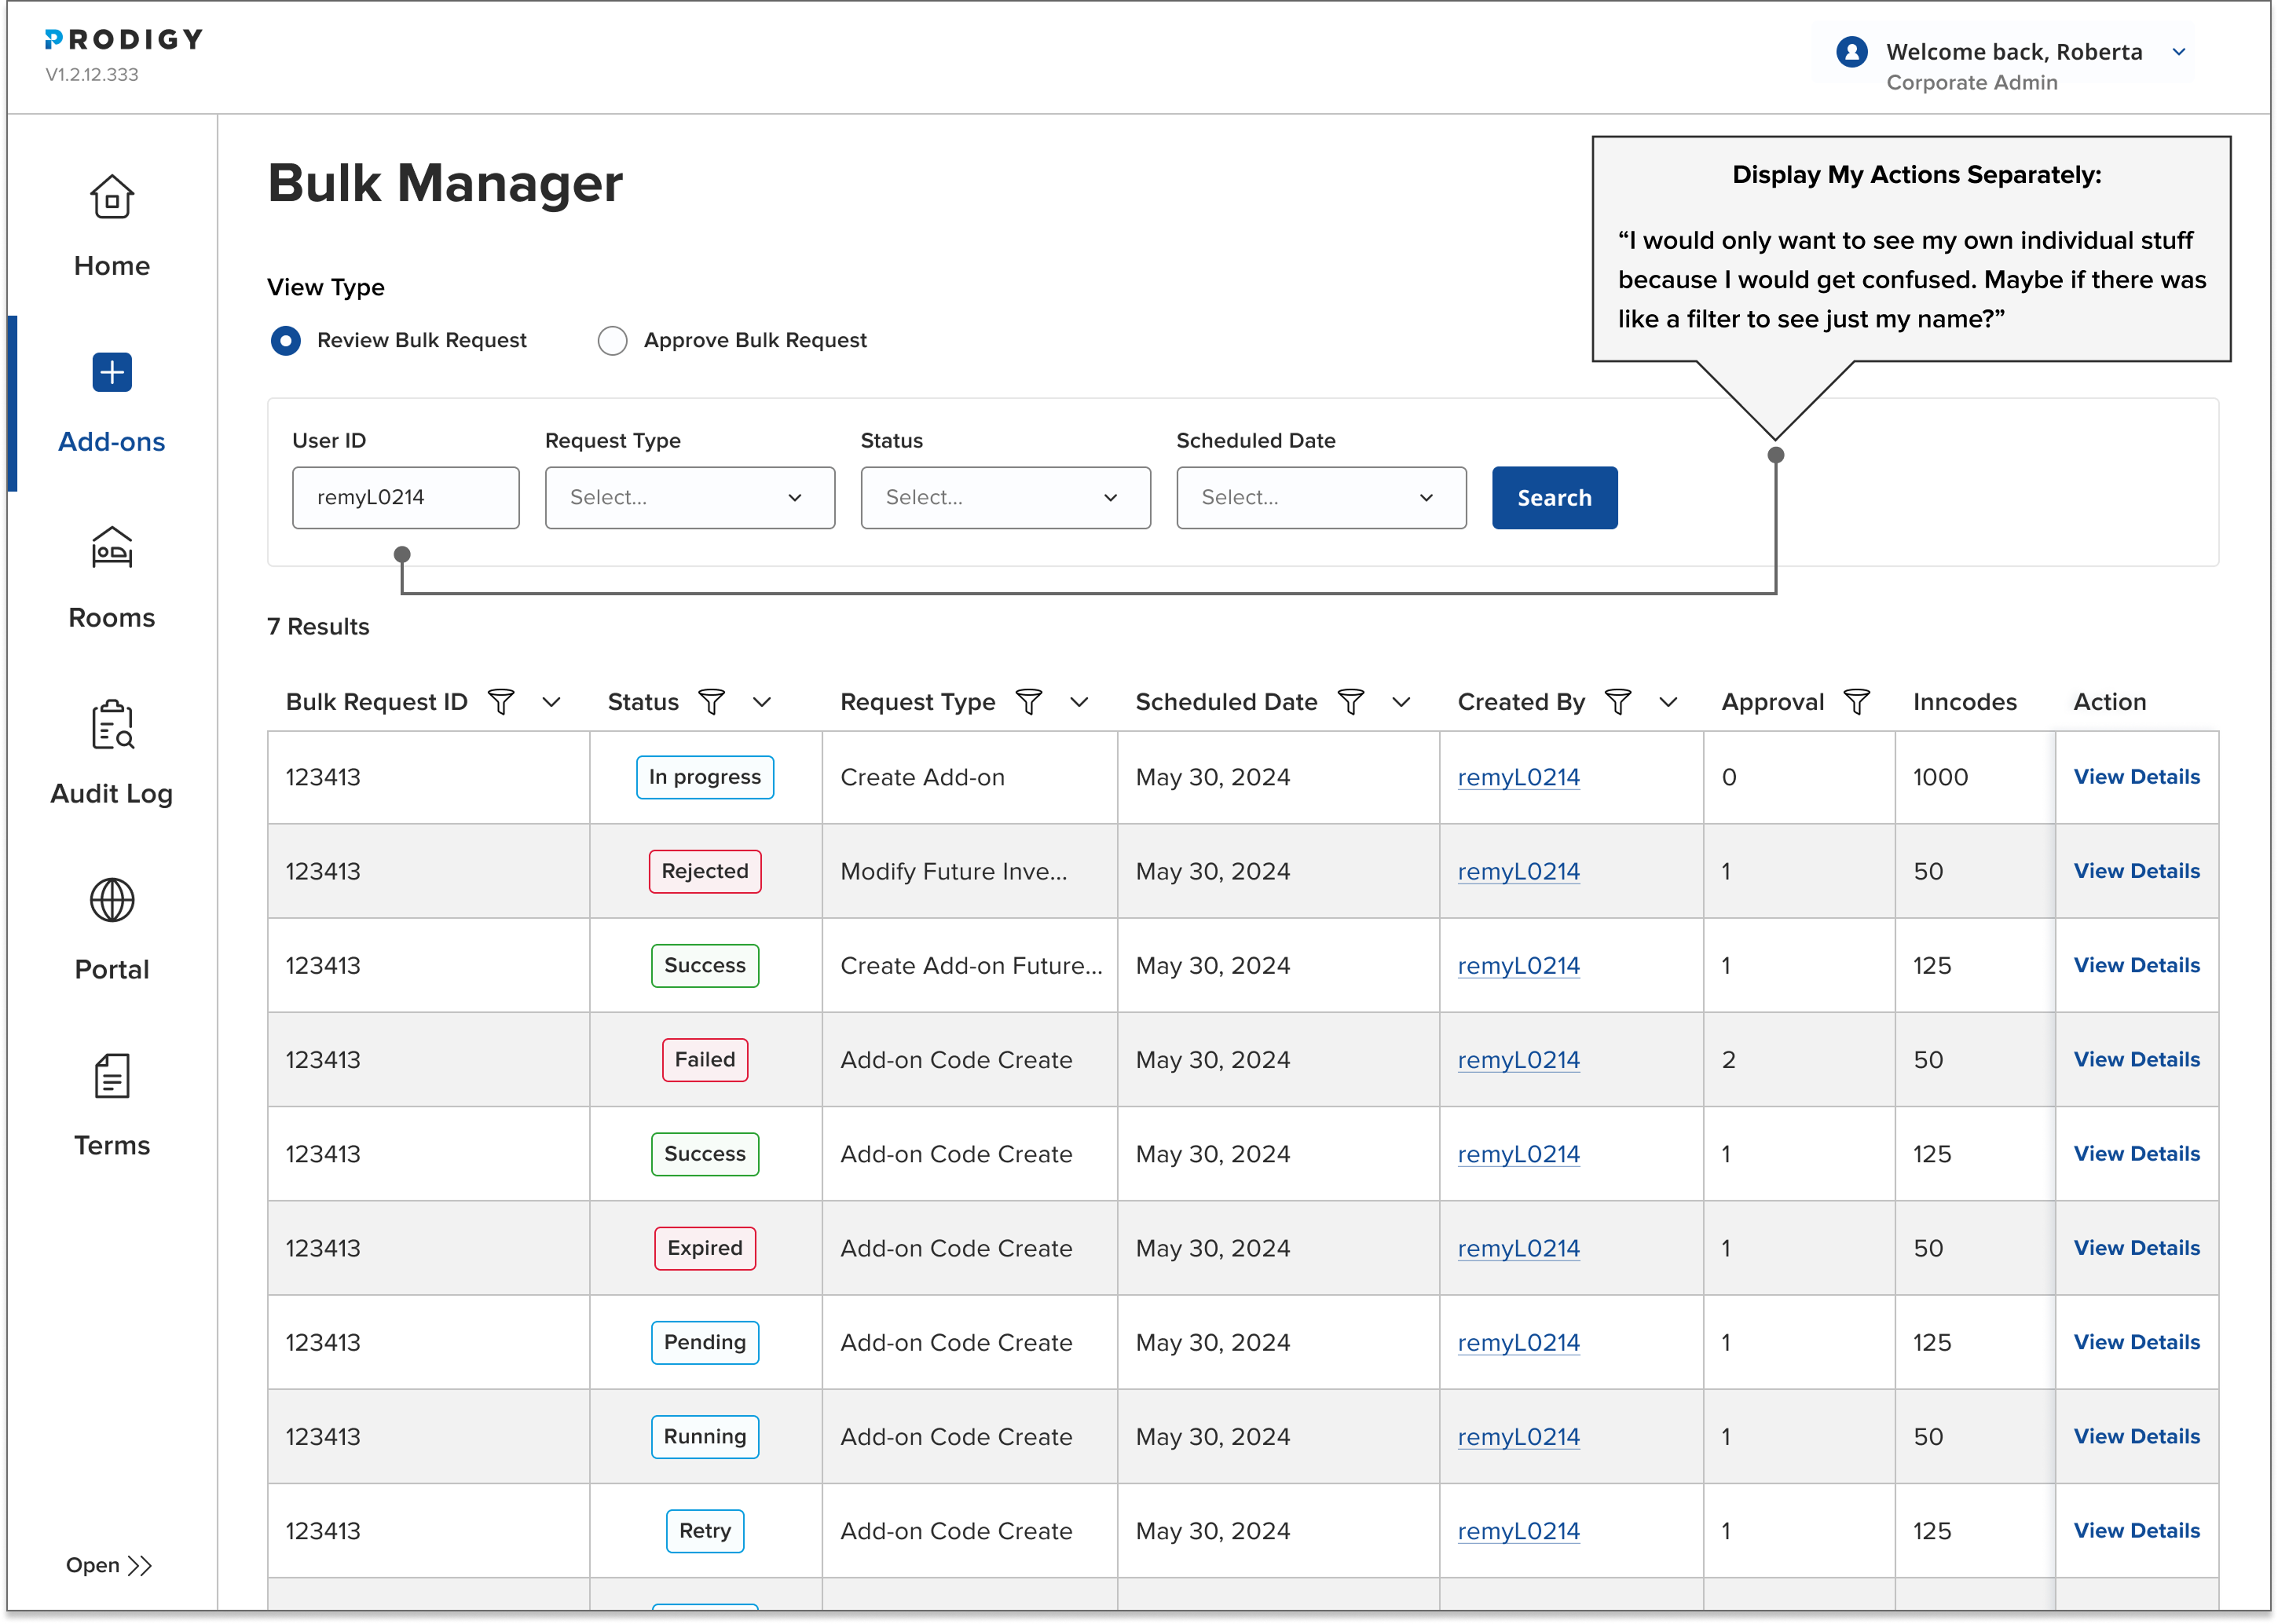 PRODIGY
V1.2.12.333
Welcome back, Roberta
Corporate Admin
Home
Add-ons
Rooms
Audit Log
Portal
Terms
Open
Bulk Manager
Display My Actions Separately:
“I would only want to see my own individual stuff
because I would get confused. Maybe if there was
like a filter to see just my name?”
View Type
Review Bulk Request Approve Bulk Request
User ID Request Type Status Scheduled Date
remyL0214 Select... Select... Select... Search
7 Results
Bulk Request ID Status Request Type Scheduled Date Created By Approval Inncodes Action
123413 In progress Create Add-on May 30, 2024 remyL0214 0 1000 View Details
123413 Rejected Modify Future Inve... May 30, 2024 remyL0214 1 50 View Details
123413 Success Create Add-on Future... May 30, 2024 remyL0214 1 125 View Details
123413 Failed Add-on Code Create May 30, 2024 remyL0214 2 50 View Details
123413 Success Add-on Code Create May 30, 2024 remyL0214 1 125 View Details
123413 Expired Add-on Code Create May 30, 2024 remyL0214 1 50 View Details
123413 Pending Add-on Code Create May 30, 2024 remyL0214 1 125 View Details
123413 Running Add-on Code Create May 30, 2024 remyL0214 1 50 View Details
123413 Retry Add-on Code Create May 30, 2024 remyL0214 1 125 View Details